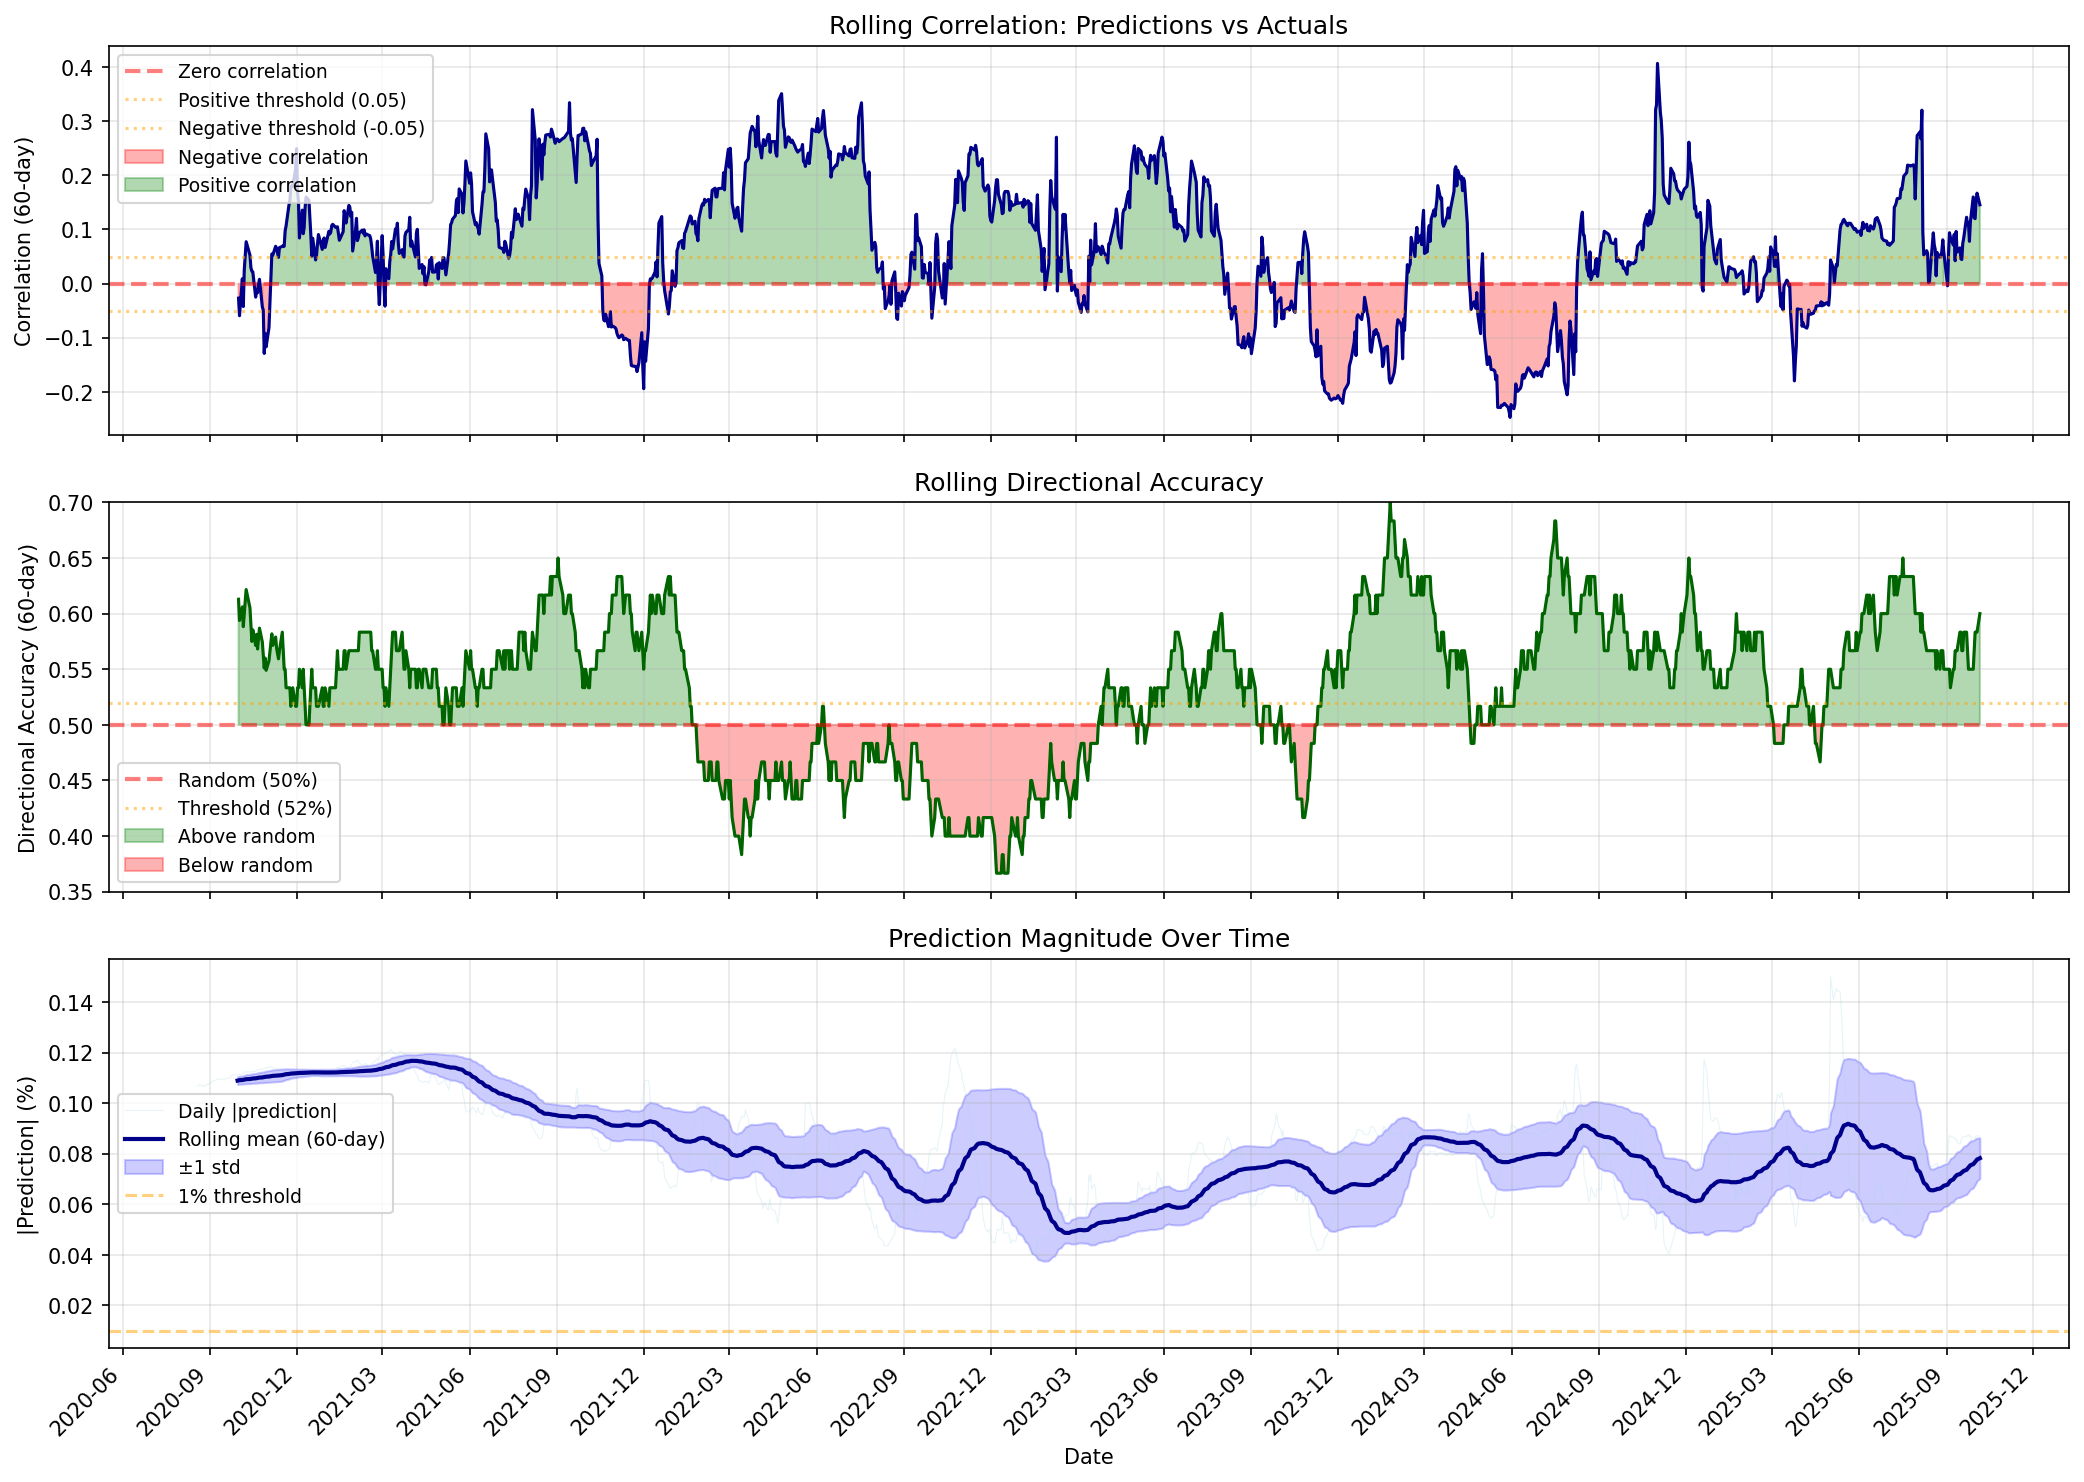 Rolling Correlation: Predictions vs Actuals
Correlation (60-day)
0.4
0.3
0.2
0.1
0.0
−0.1
−0.2
Zero correlation
Positive threshold (0.05)
Negative threshold (-0.05)
Negative correlation
Positive correlation
Rolling Directional Accuracy
Directional Accuracy (60-day)
0.70
0.65
0.60
0.55
0.50
0.45
0.40
0.35
Random (50%)
Threshold (52%)
Above random
Below random
Prediction Magnitude Over Time
|Prediction| (%)
0.14
0.12
0.10
0.08
0.06
0.04
0.02
Daily |prediction|
Rolling mean (60-day)
±1 std
1% threshold
2020-06
2020-09
2020-12
2021-03
2021-06
2021-09
2021-12
2022-03
2022-06
2022-09
2022-12
2023-03
2023-06
2023-09
2023-12
2024-03
2024-06
2024-09
2024-12
2025-03
2025-06
2025-09
2025-12
Date